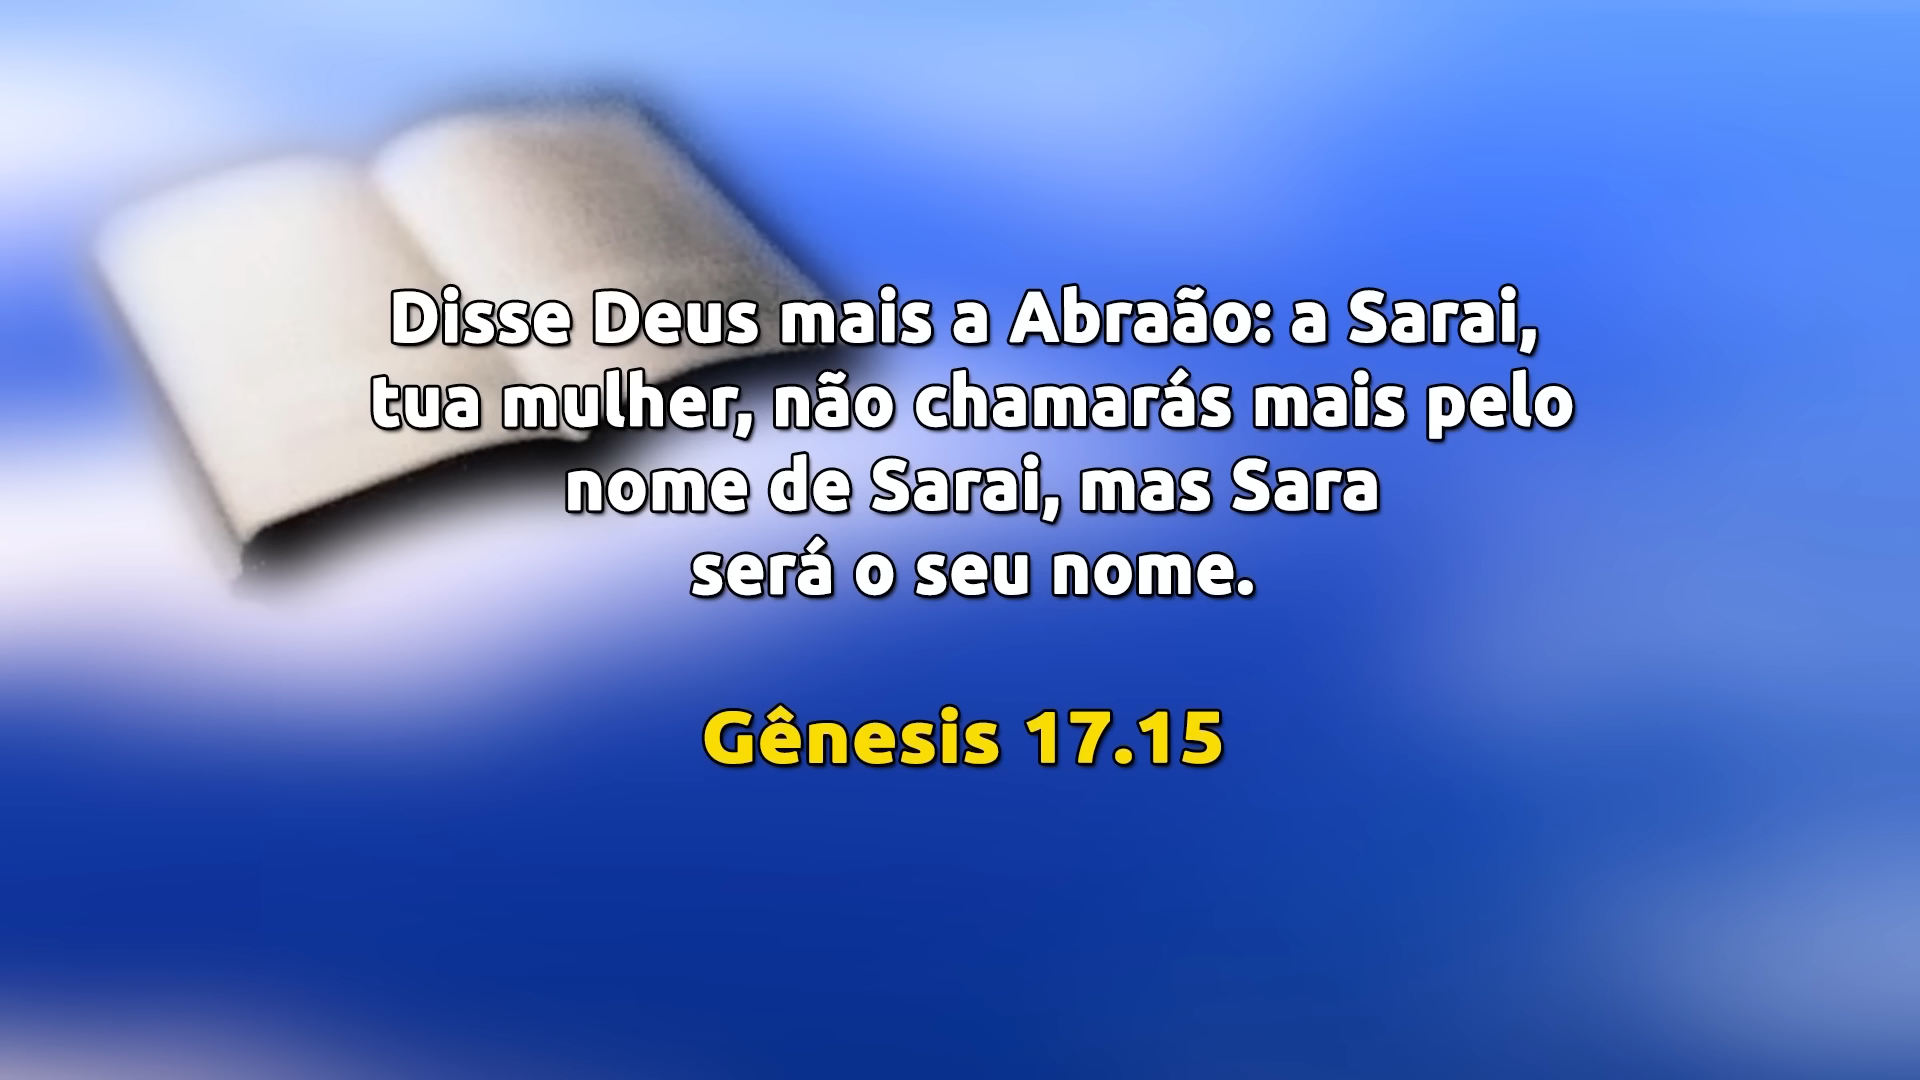 Disse Deus mais a Abraão: a Sarai,
tua mulher, não chamarás mais pelo
nome de Sarai, mas Sara
será o seu nome.
Gênesis 17.15